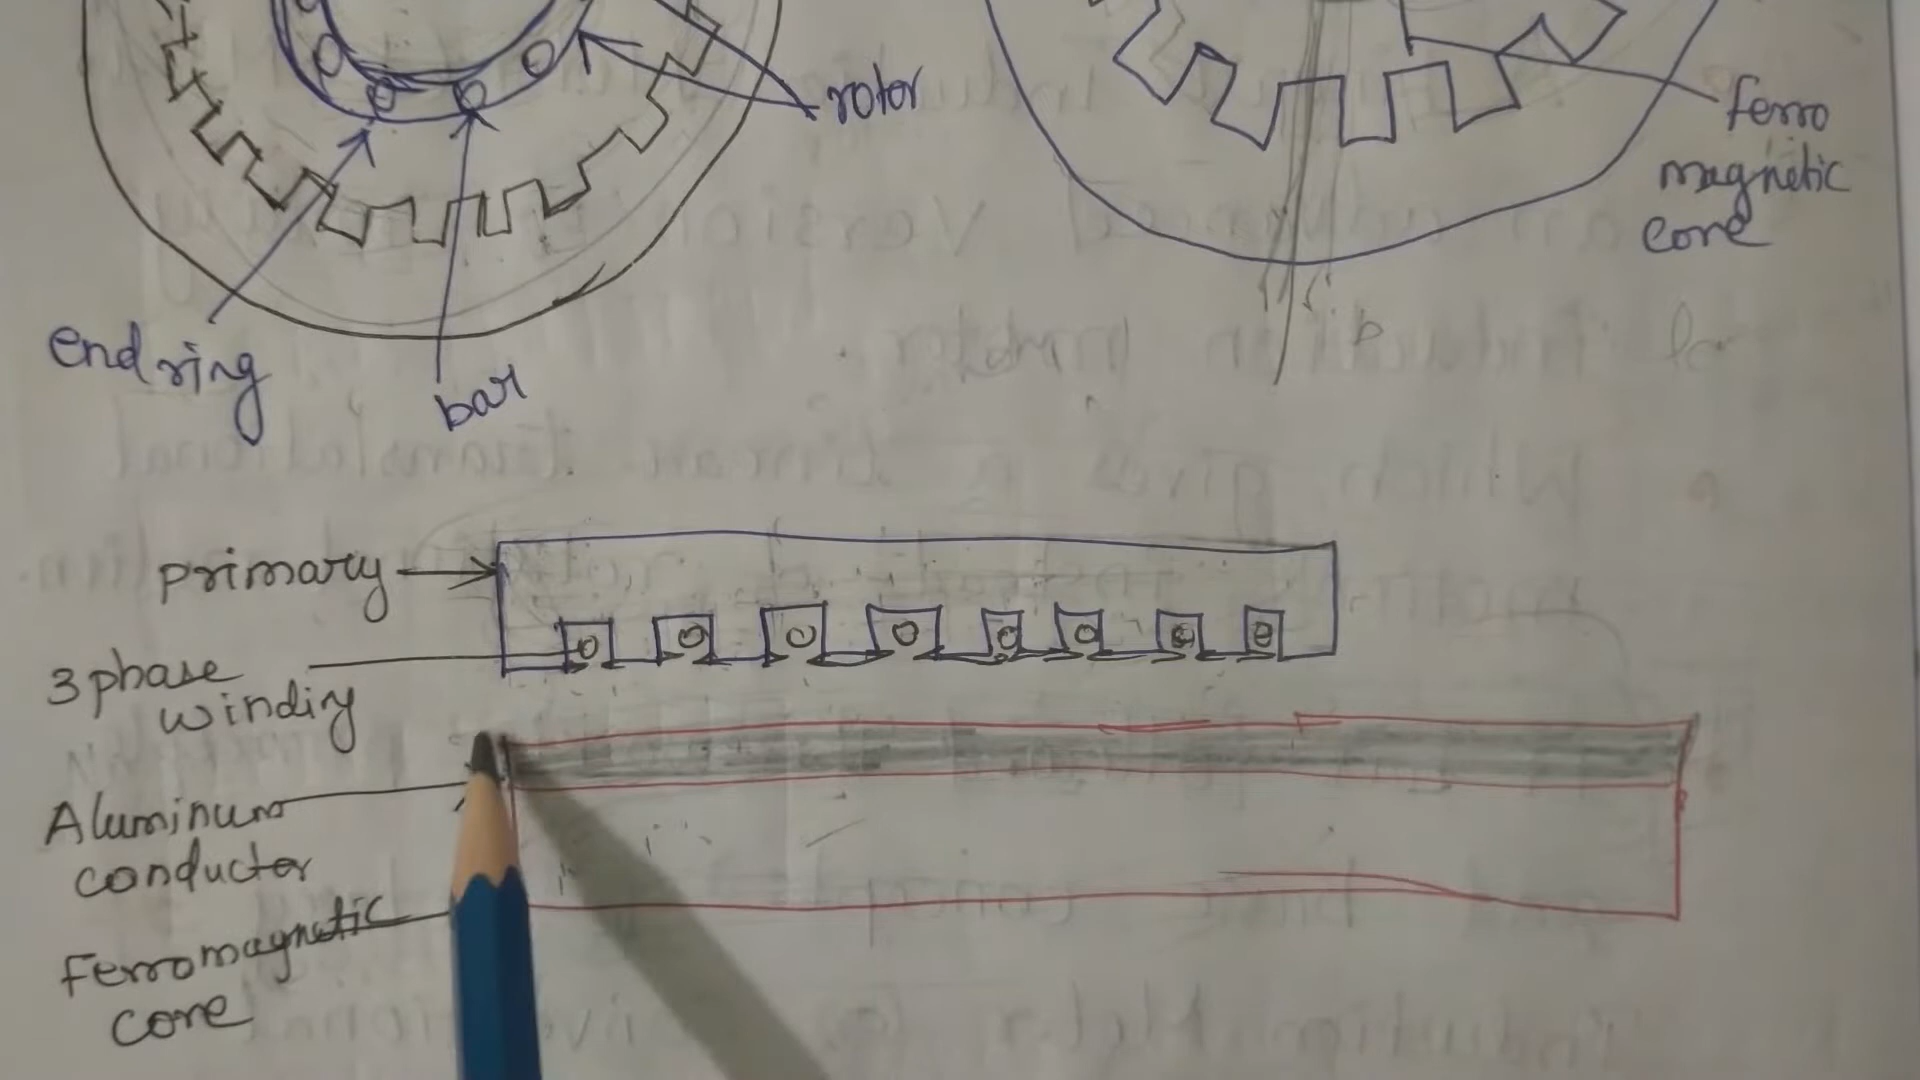 rotor
ferro
magnetic
core
end ring
bar
primary
3 phase
winding
Aluminum
conductor
Ferromagnetic
core